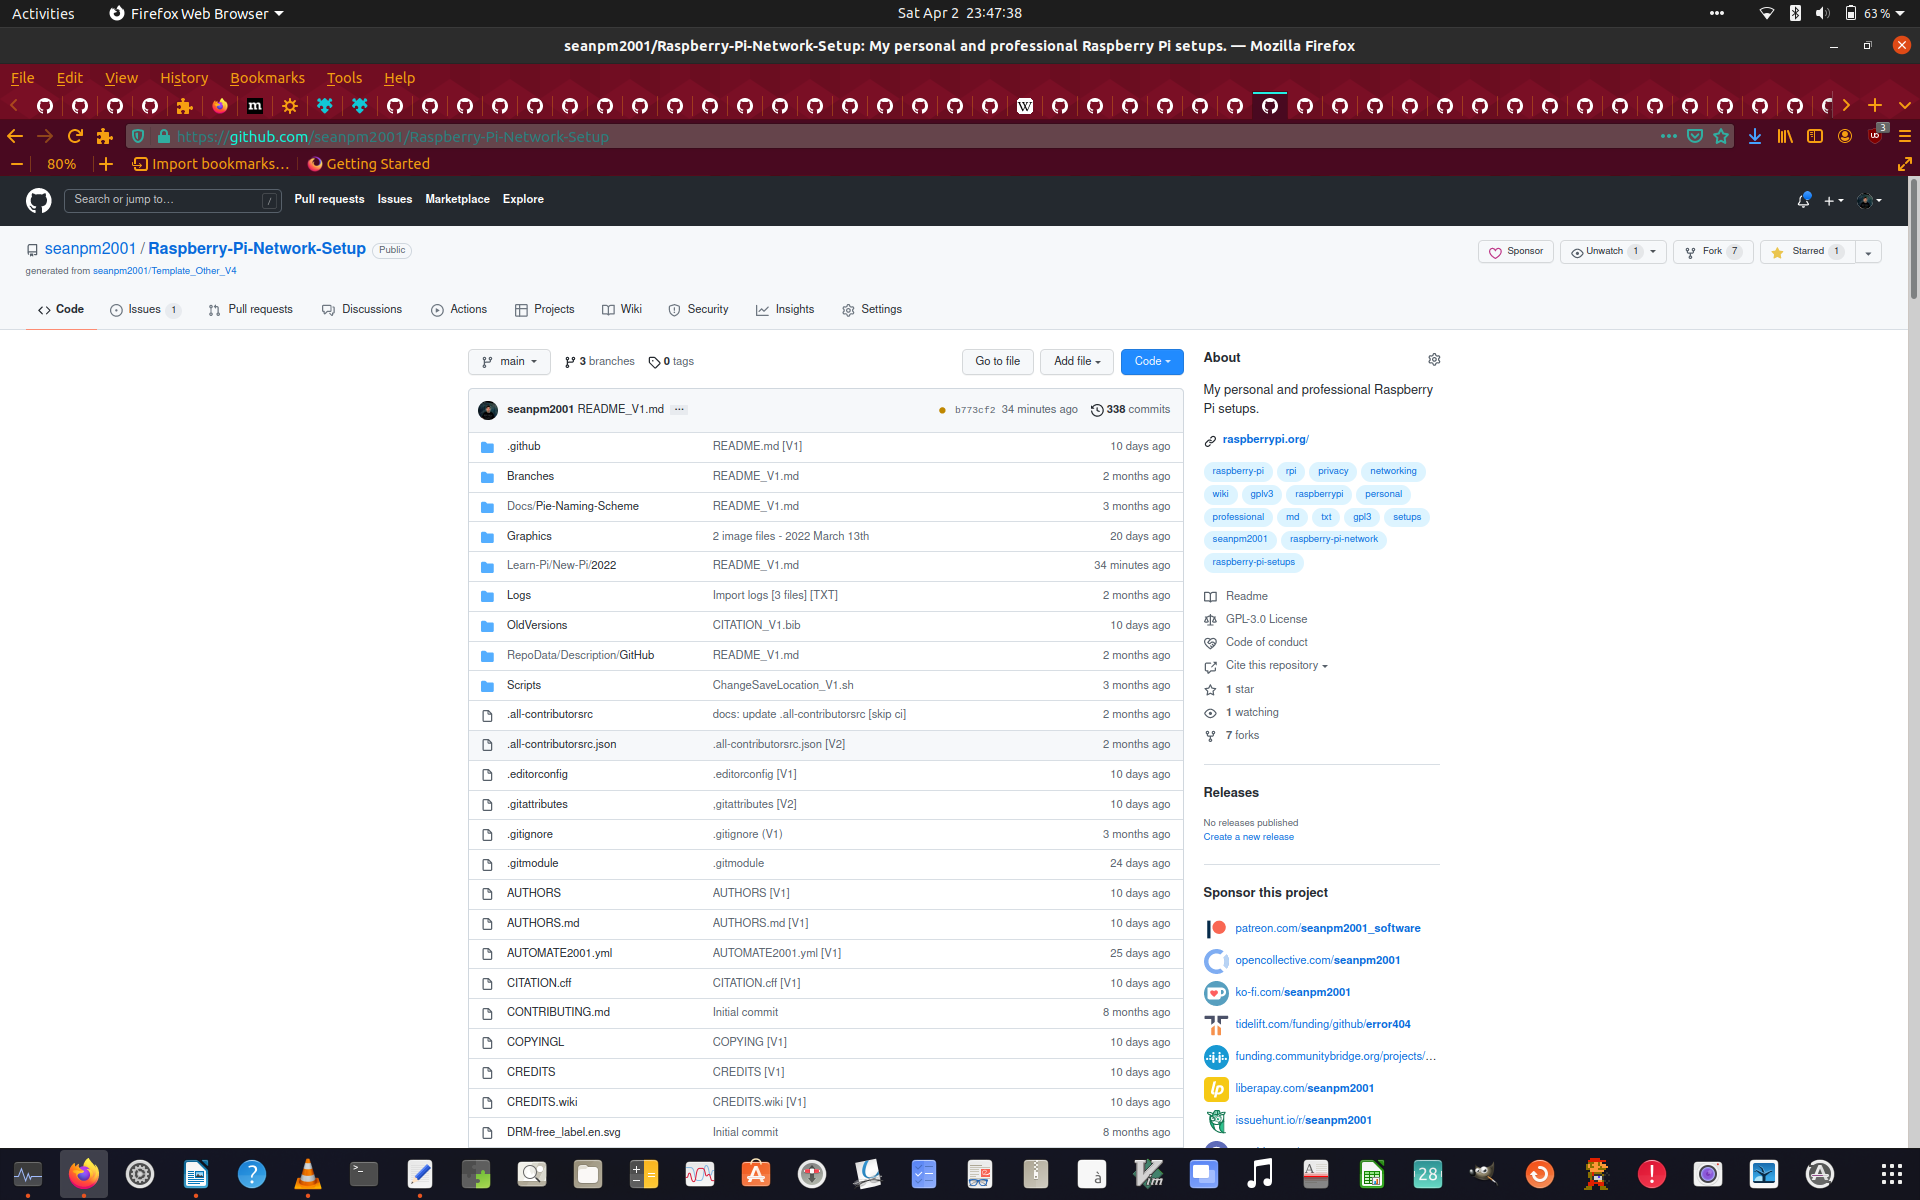 Activities Firefox Web Browser Sat Apr 2 23:47:38 63 %
seanpm2001/Raspberry-Pi-Network-Setup: My personal and professional Raspberry Pi setups. — Mozilla Firefox
File Edit View History Bookmarks Tools Help
https://github.com/seanpm2001/Raspberry-Pi-Network-Setup 3
80% Import bookmarks... Getting Started
Search or jump to... / Pull requests Issues Marketplace Explore
seanpm2001 / Raspberry-Pi-Network-Setup Public
Sponsor Unwatch 1 Fork 7 Starred 1
generated from seanpm2001/Template_Other_V4
Code Issues 1 Pull requests Discussions Actions Projects Wiki Security Insights Settings
main 3 branches 0 tags Go to file Add file Code
seanpm2001 README_V1.md ... b773cf2 34 minutes ago 338 commits
.github README.md [V1] 10 days ago
Branches README_V1.md 2 months ago
Docs/Pie-Naming-Scheme README_V1.md 3 months ago
Graphics 2 image files - 2022 March 13th 20 days ago
Learn-Pi/New-Pi/2022 README_V1.md 34 minutes ago
Logs Import logs [3 files] [TXT] 2 months ago
OldVersions CITATION_V1.bib 10 days ago
RepoData/Description/GitHub README_V1.md 2 months ago
Scripts ChangeSaveLocation_V1.sh 3 months ago
.all-contributorsrc docs: update .all-contributorsrc [skip ci] 2 months ago
.all-contributorsrc.json .all-contributorsrc.json [V2] 2 months ago
.editorconfig .editorconfig [V1] 10 days ago
.gitattributes ,gitattributes [V2] 10 days ago
.gitignore .gitignore (V1) 3 months ago
.gitmodule .gitmodule 24 days ago
AUTHORS AUTHORS [V1] 10 days ago
AUTHORS.md AUTHORS.md [V1] 10 days ago
AUTOMATE2001.yml AUTOMATE2001.yml [V1] 25 days ago
CITATION.cff CITATION.cff [V1] 10 days ago
CONTRIBUTING.md Initial commit 8 months ago
COPYINGL COPYING [V1] 10 days ago
CREDITS CREDITS [V1] 10 days ago
CREDITS.wiki CREDITS.wiki [V1] 10 days ago
DRM-free_label.en.svg Initial commit 8 months ago
About
My personal and professional Raspberry
Pi setups.
raspberrypi.org/
raspberry-pi rpi privacy networking
wiki gplv3 raspberrypi personal
professional md txt gpl3 setups
seanpm2001 raspberry-pi-network
raspberry-pi-setups
Readme
GPL-3.0 License
Code of conduct
Cite this repository
1 star
1 watching
7 forks
Releases
No releases published
Create a new release
Sponsor this project
patreon.com/seanpm2001_software
opencollective.com/seanpm2001
ko-fi.com/seanpm2001
tidelift.com/funding/github/error404
funding.communitybridge.org/projects/...
liberapay.com/seanpm2001
issuehunt.io/r/seanpm2001
28